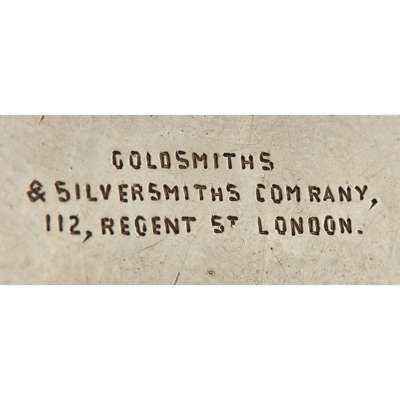 GOLDSMITHS
& SILVERSMITHS COMPANY,
112, REGENT ST LONDON.